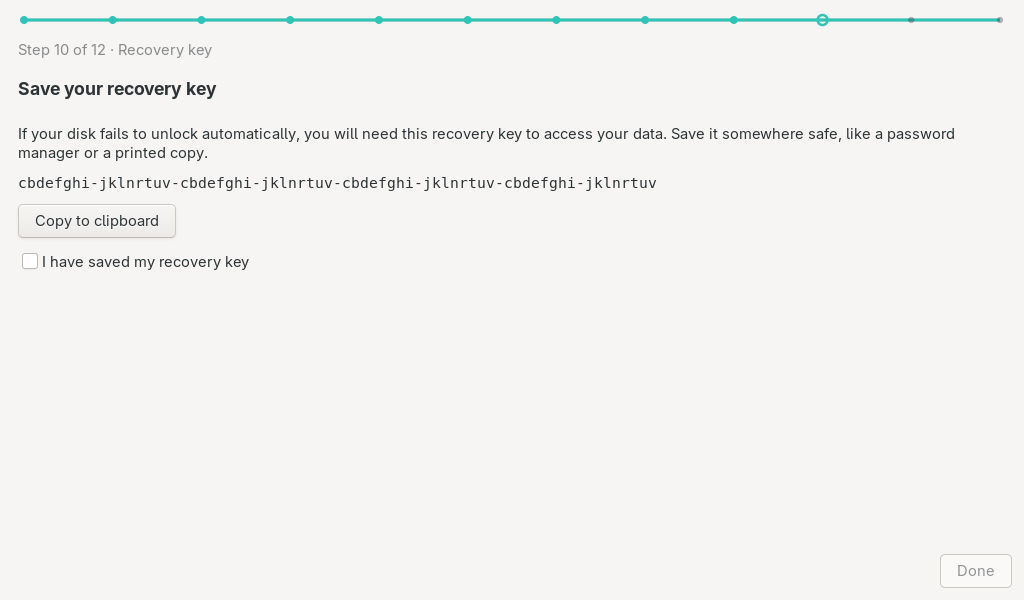 Step 10 of 12 · Recovery key
Save your recovery key
If your disk fails to unlock automatically, you will need this recovery key to access your data. Save it somewhere safe, like a password
manager or a printed copy.
cbdefghi-jklnrtuv-cbdefghi-jklnrtuv-cbdefghi-jklnrtuv-cbdefghi-jklnrtuv
Copy to clipboard
I have saved my recovery key
Done